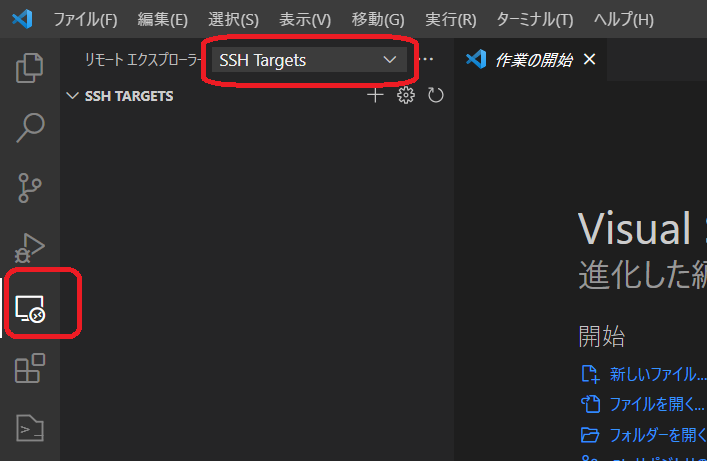 ファイル(F) 編集(E) 選択(S) 表示(V) 移動(G) 実行(R) ターミナル(T) ヘルプ(H)
リモート エクスプローラー SSH Targets
作業の開始
SSH TARGETS
Visual
進化した
開始
新しいファイル...
ファイルを開く...
フォルダーを開く